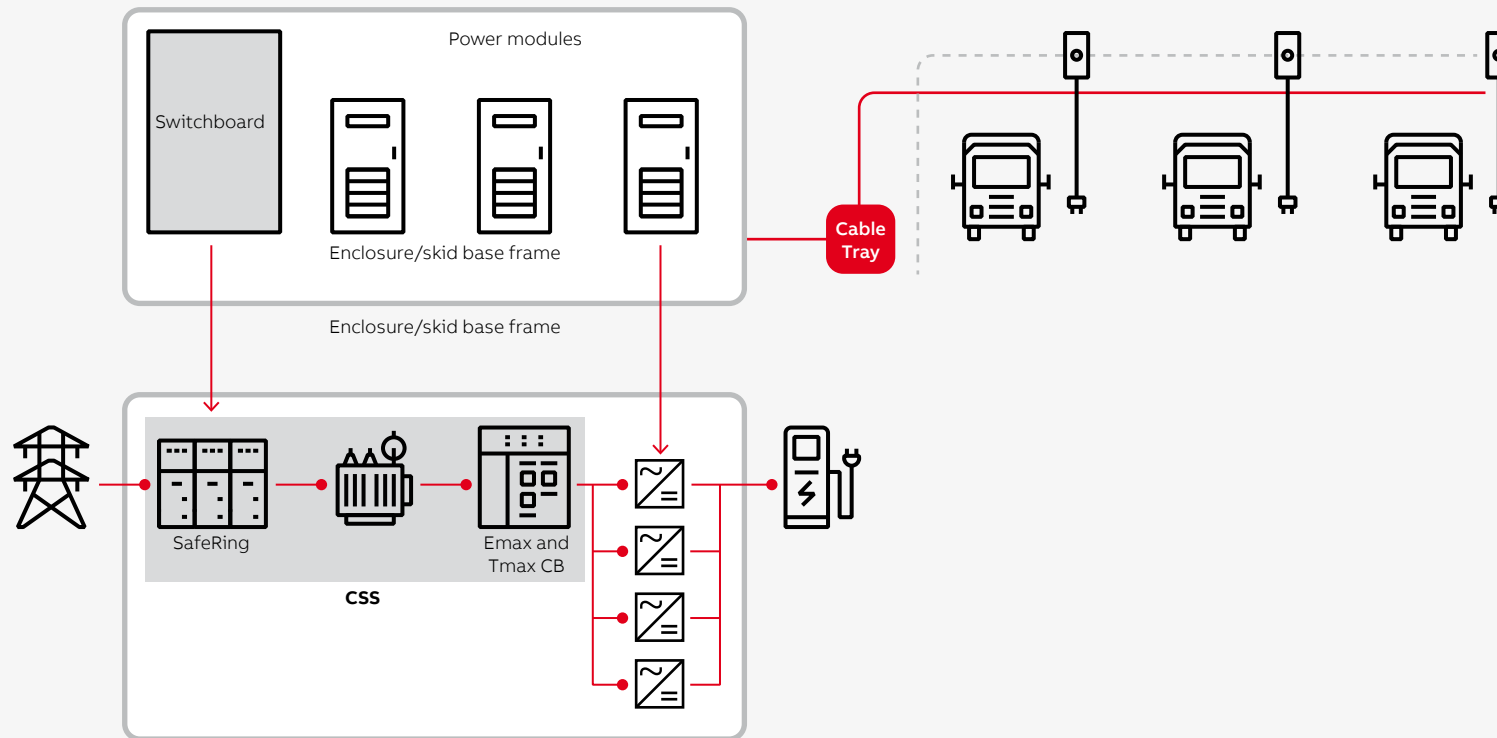 Power modules
Switchboard
Enclosure/skid base frame
Cable
Tray
Enclosure/skid base frame
SafeRing
Emax and
Tmax CB
CSS